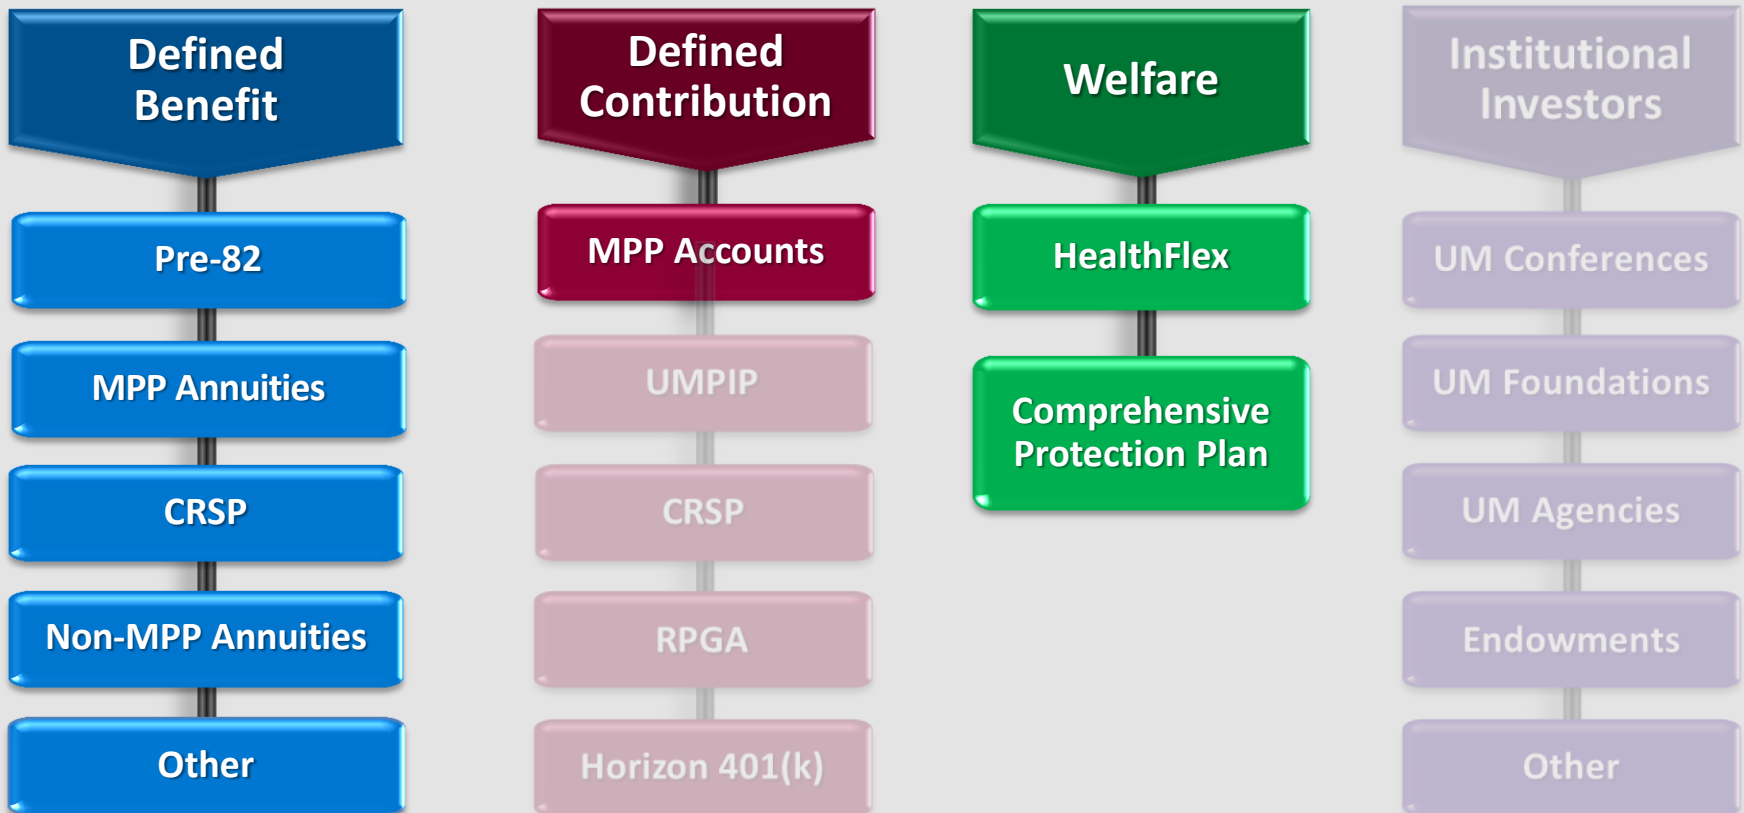 Defined
Benefit
Pre-82
MPP Annuities
CRSP
Non-MPP Annuities
Other
Defined
Contribution
MPP Accounts
UMPIP
CRSP
RPGA
Horizon 401(k)
Welfare
HealthFlex
Comprehensive
Protection Plan
Institutional
Investors
UM Conferences
UM Foundations
UM Agencies
Endowments
Other